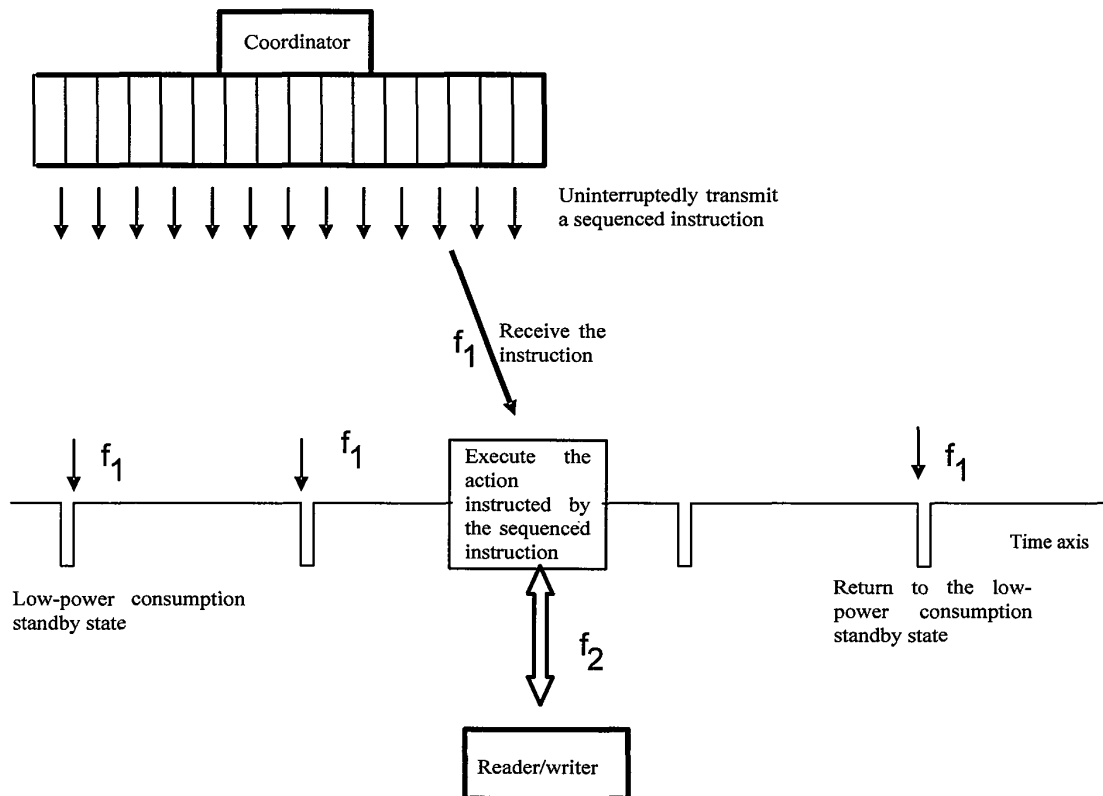 Coordinator
Uninterruptedly transmit
a sequenced instruction
f1
Receive the
instruction
f1
f1
Execute the
action
instructed by
the sequenced
instruction
f1
Time axis
Low-power consumption
standby state
Return to the low-
power consumption
standby state
f2
Reader/writer